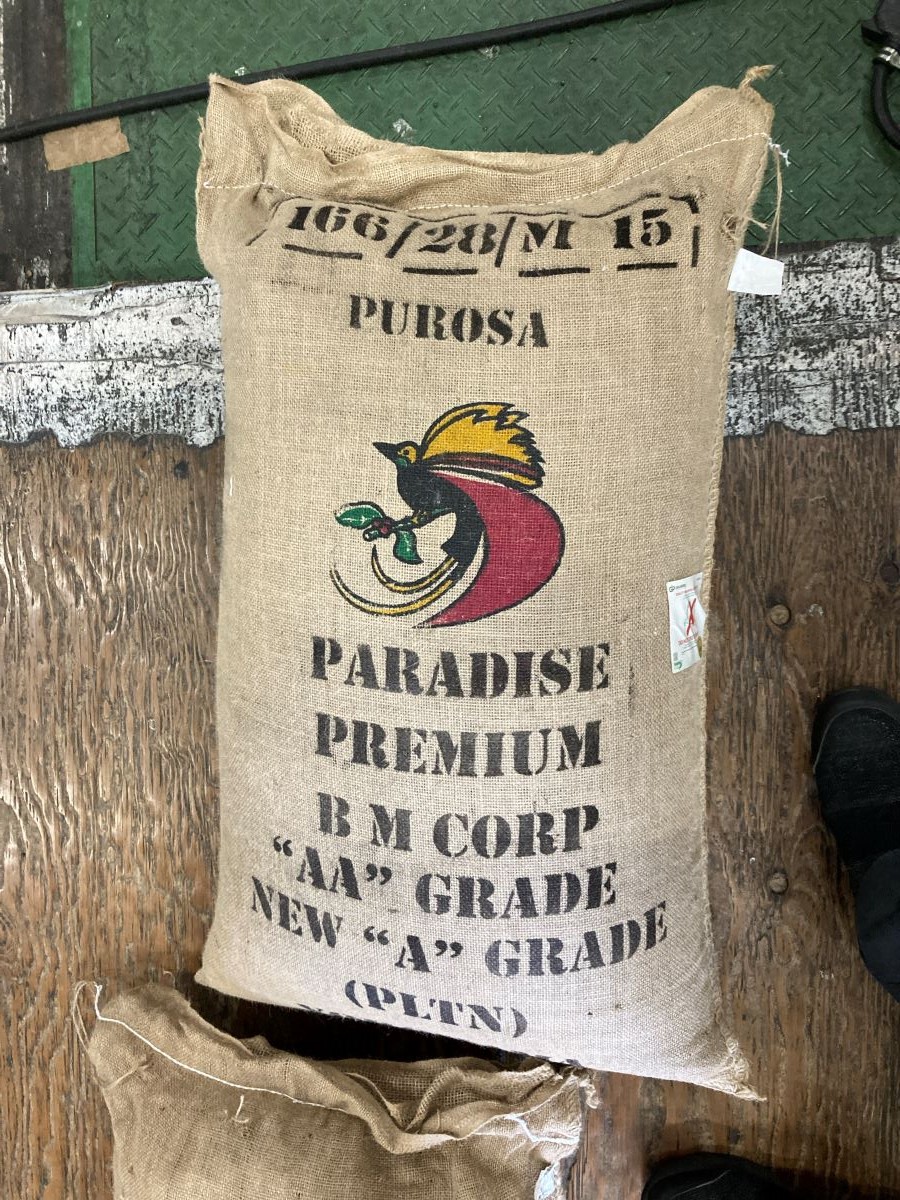 166/28/M 15
PUROSA
PARADISE
PREMIUM
B M CORP
“AA” GRADE
NEW “A” GRADE
(PLTN)